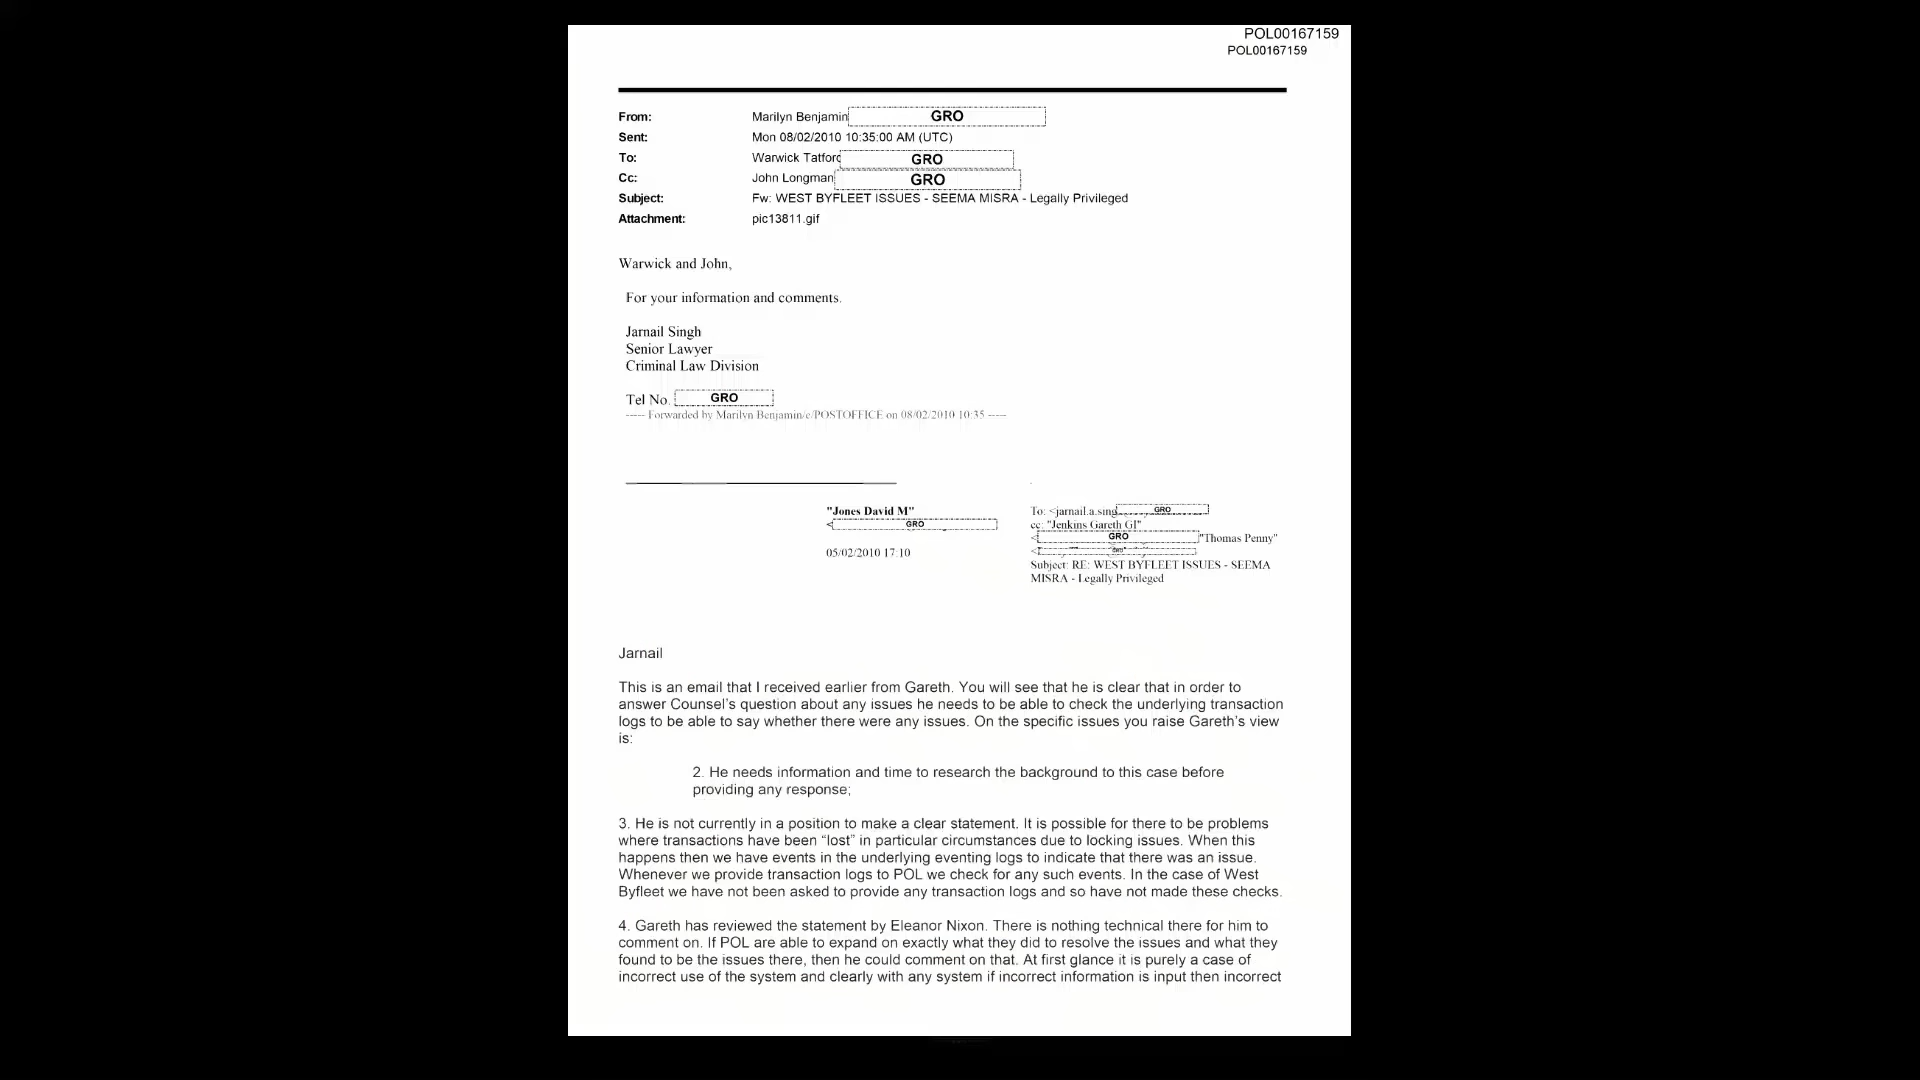 POL00167159
POL00167159
From: Marilyn Benjamin GRO
Sent: Mon 08/02/2010 10:35:00 AM (UTC)
To: Warwick Tatford GRO
Cc: John Longman GRO
Subject: Fw: WEST BYFLEET ISSUES - SEEMA MISRA - Legally Privileged
Attachment: pic13811.gif
Warwick and John,
For your information and comments.
Jarnail Singh
Senior Lawyer
Criminal Law Division
Tel No. GRO
----- Forwarded by Marilyn Benjamin/e/POSTOFFICE on 08/02/2010 10:35 -----
"Jones David M"
< GRO
05/02/2010 17:10
To: <jarnail.a.sing GRO
cc: "Jenkins Gareth GI"
< GRO "Thomas Penny"
< GRO
Subject: RE: WEST BYFLEET ISSUES - SEEMA
MISRA - Legally Privileged
Jarnail
This is an email that I received earlier from Gareth. You will see that he is clear that in order to
answer Counsel's question about any issues he needs to be able to check the underlying transaction
logs to be able to say whether there were any issues. On the specific issues you raise Gareth's view
is:
2. He needs information and time to research the background to this case before
providing any response;
3. He is not currently in a position to make a clear statement. It is possible for there to be problems
where transactions have been “lost” in particular circumstances due to locking issues. When this
happens then we have events in the underlying eventing logs to indicate that there was an issue.
Whenever we provide transaction logs to POL we check for any such events. In the case of West
Byfleet we have not been asked to provide any transaction logs and so have not made these checks.
4. Gareth has reviewed the statement by Eleanor Nixon. There is nothing technical there for him to
comment on. If POL are able to expand on exactly what they did to resolve the issues and what they
found to be the issues there, then he could comment on that. At first glance it is purely a case of
incorrect use of the system and clearly with any system if incorrect information is input then incorrect